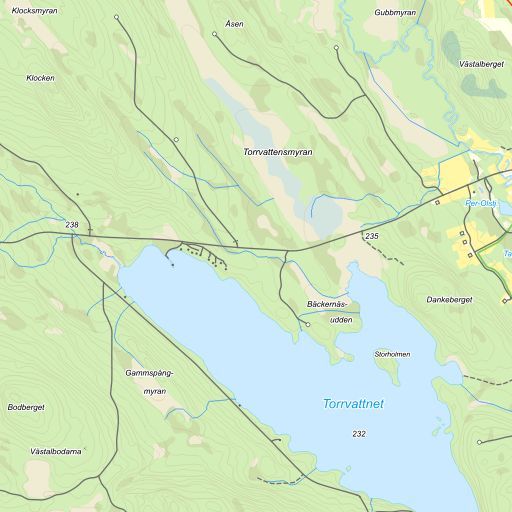 Klocksmyran
Åsen
Gubbmyran
Västalberget
Klocken
Torrvattensmyran
Per-Olstj
238
235
Bäckernäs-
udden
Dankeberget
Storholmen
Gammspång-
myran
Torrvattnet
Bodberget
232
Västalbodarna